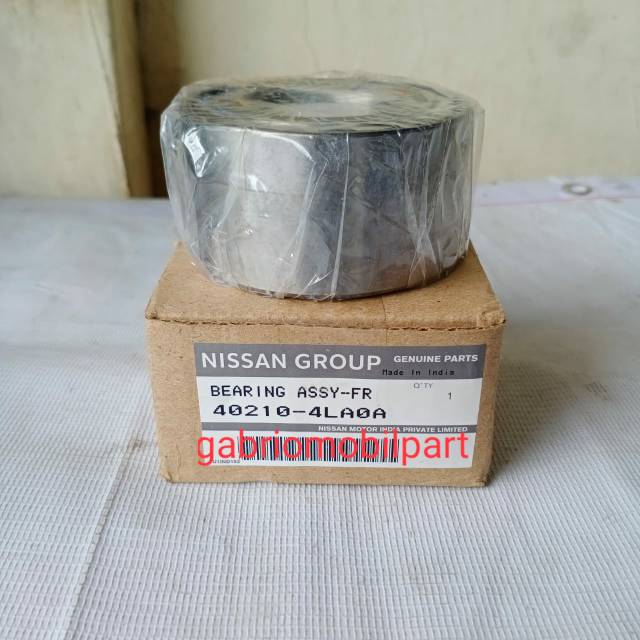 NISSAN GROUP GENUINE PARTS
Made In India
BEARING ASSY-FR Q'TY 1
40210-4LA0A
NISSAN MOTOR INDIA PRIVATE LIMITED
gabriomobilpart